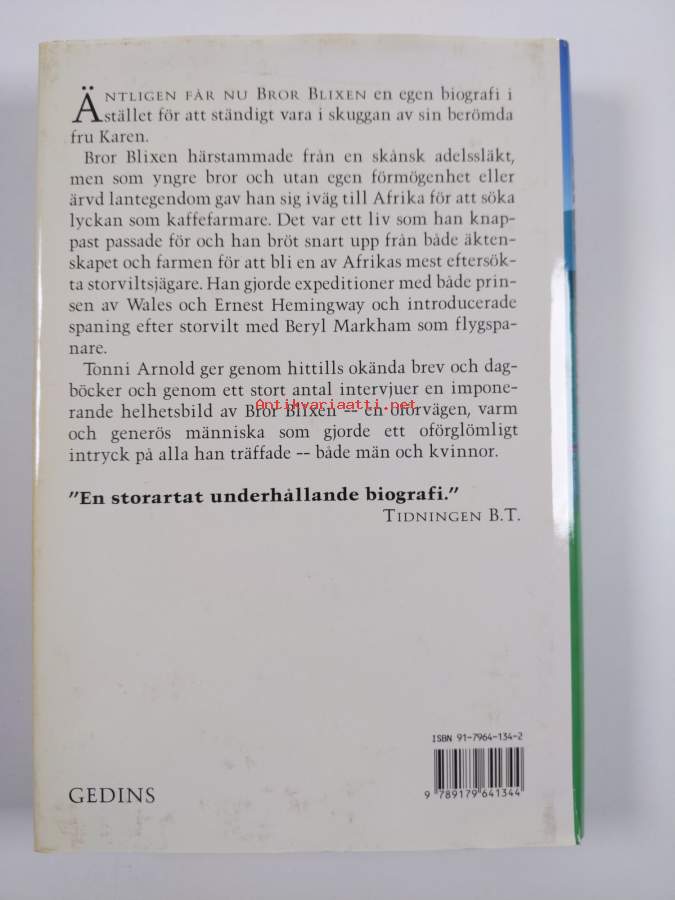 ÄNTLIGEN FÅR NU BROR BLIXEN en egen biografi i
stället för att ständigt vara i skuggan av sin berömda
fru Karen.
Bror Blixen härstammade från en skånsk adelssläkt,
men som yngre bror och utan egen förmögenhet eller
ärvd lantegendom gav han sig iväg till Afrika för att söka
lyckan som kaffefarmare. Det var ett liv som han knap-
past passade för och han bröt snart upp från både äkten-
skapet och farmen för att bli en av Afrikas mest eftersök-
ta storviltsjägare. Han gjorde expeditioner med både prin-
sen av Wales och Ernest Hemingway och introducerade
spaning efter storvilt med Beryl Markham som flygspa-
nare.
Tonni Arnold ger genom hittills okända brev och dag-
böcker och genom ett stort antal intervjuer en impone-
rande helhetsbild av Bror Blixen -- en oförvägen, varm
Antikvariaatti.net
och generös människa som gjorde ett oförglömligt
intryck på alla han träffade -- både män och kvinnor.
"En storartat underhållande biografi."
TIDNINGEN B.T.
ISBN 91-7964-134-2
GEDINS
9 789179 641344